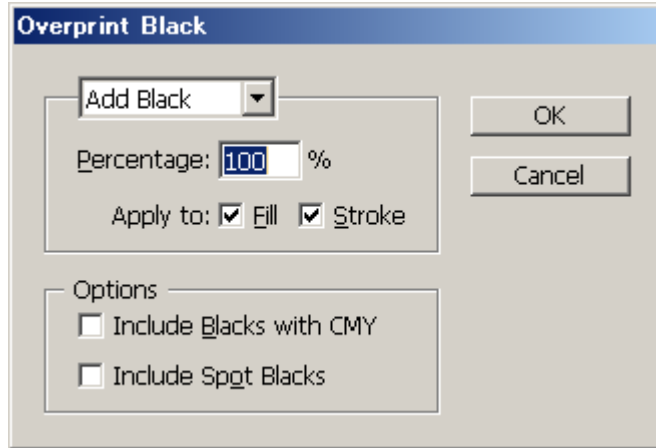 Overprint Black
Add Black
OK
Percentage: 100 %
Cancel
Apply to: Fill Stroke
Options
Include Blacks with CMY
Include Spot Blacks